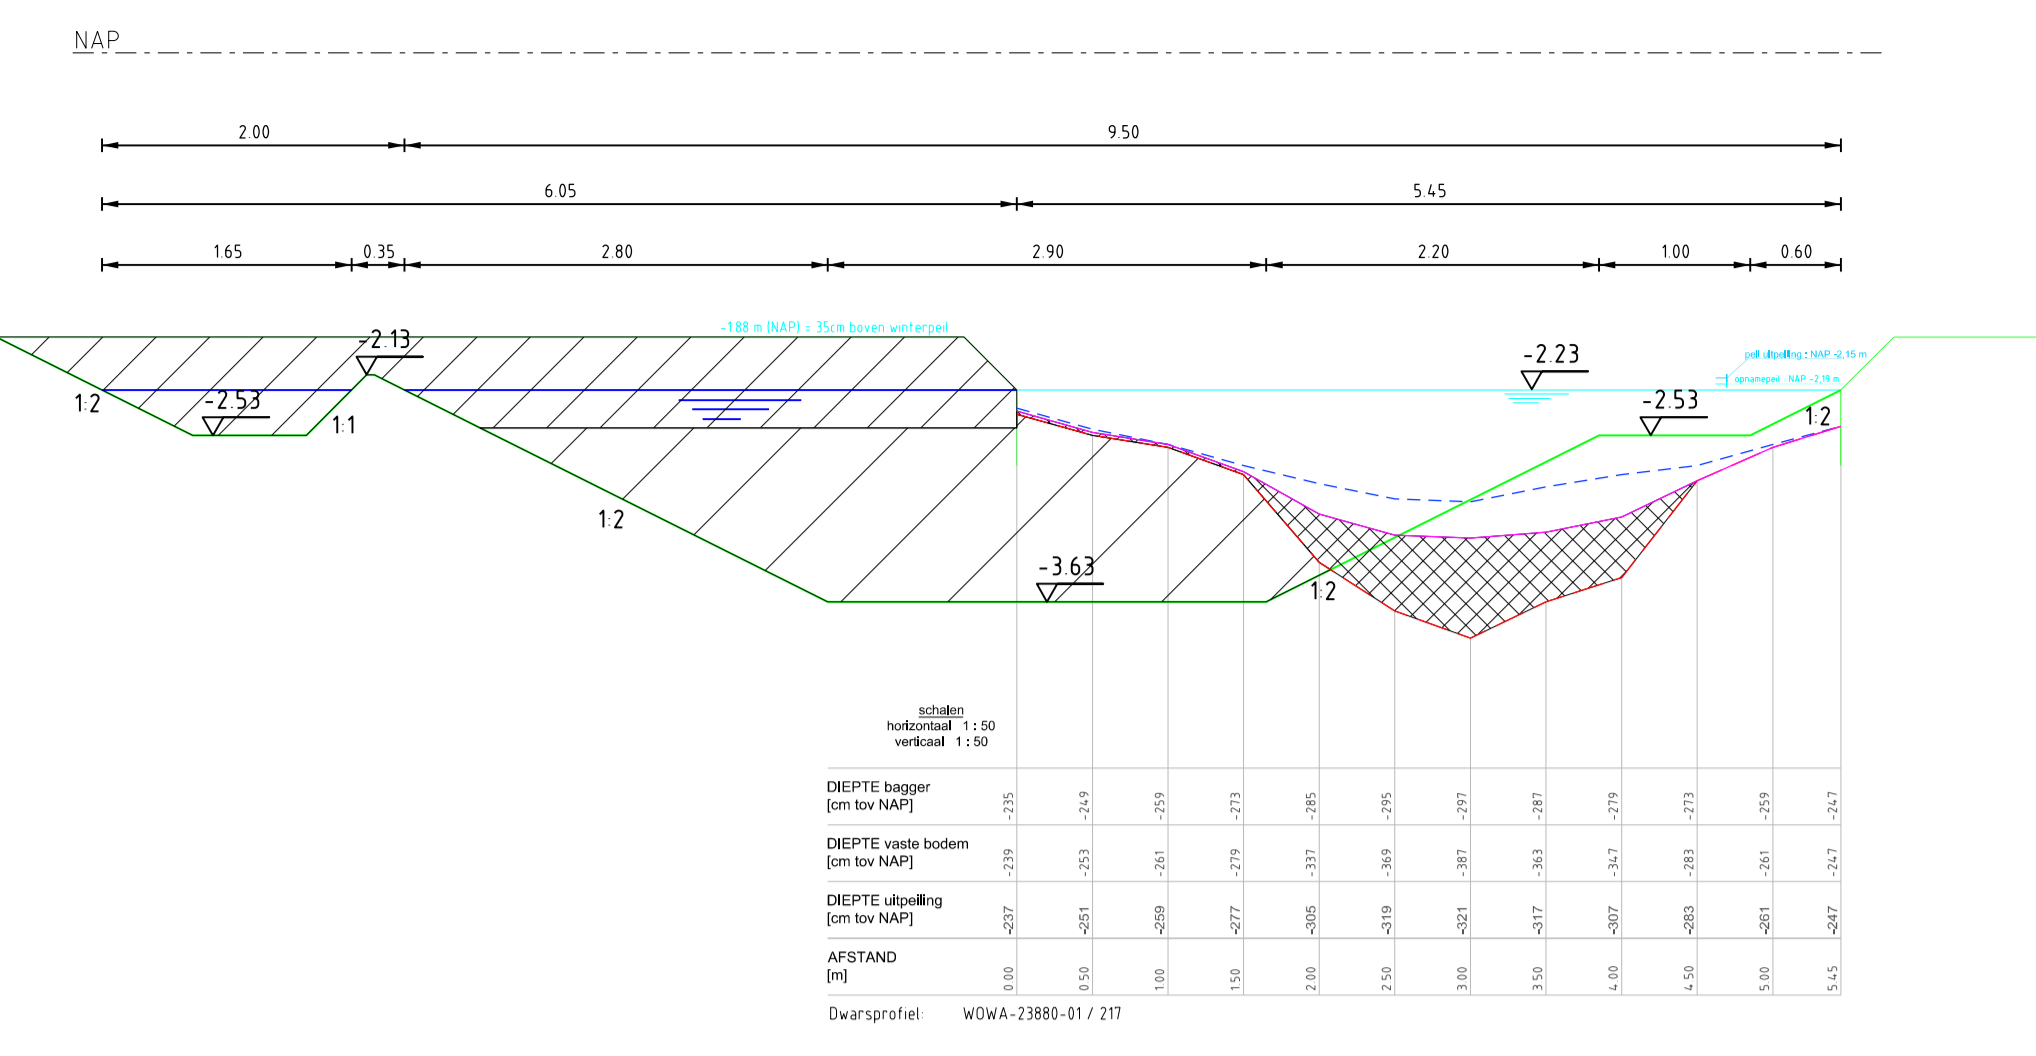 NAP
2.00 9.50
6.05 5.45
1.65 0.35 2.80 2.90 2.20 1.00 0.60
-188 m (NAP) = 35cm boven winterpeil
-2.13
-2.23
peil uitpeiling : NAP -2,15 m
opnamepeil : NAP -2,19 m
1:2
-2.53
1:1
-2.53
1:2
1:2
-3.63
1:2
schalen
horizontaal 1 : 50
verticaal 1 : 50
DIEPTE bagger
[cm tov NAP]
-235 -249 -259 -273 -285 -295 -297 -287 -279 -273 -259 -247
DIEPTE vaste bodem
[cm tov NAP]
-239 -253 -261 -279 -337 -369 -387 -363 -347 -283 -261 -247
DIEPTE uitpeiling
[cm tov NAP]
-237 -251 -259 -277 -305 -319 -321 -317 -307 -283 -261 -247
AFSTAND
[m]
0.00 0.50 1.00 1.50 2.00 2.50 3.00 3.50 4.00 4.50 5.00 5.45
Dwarsprofiel: WOWA-23880-01 / 217